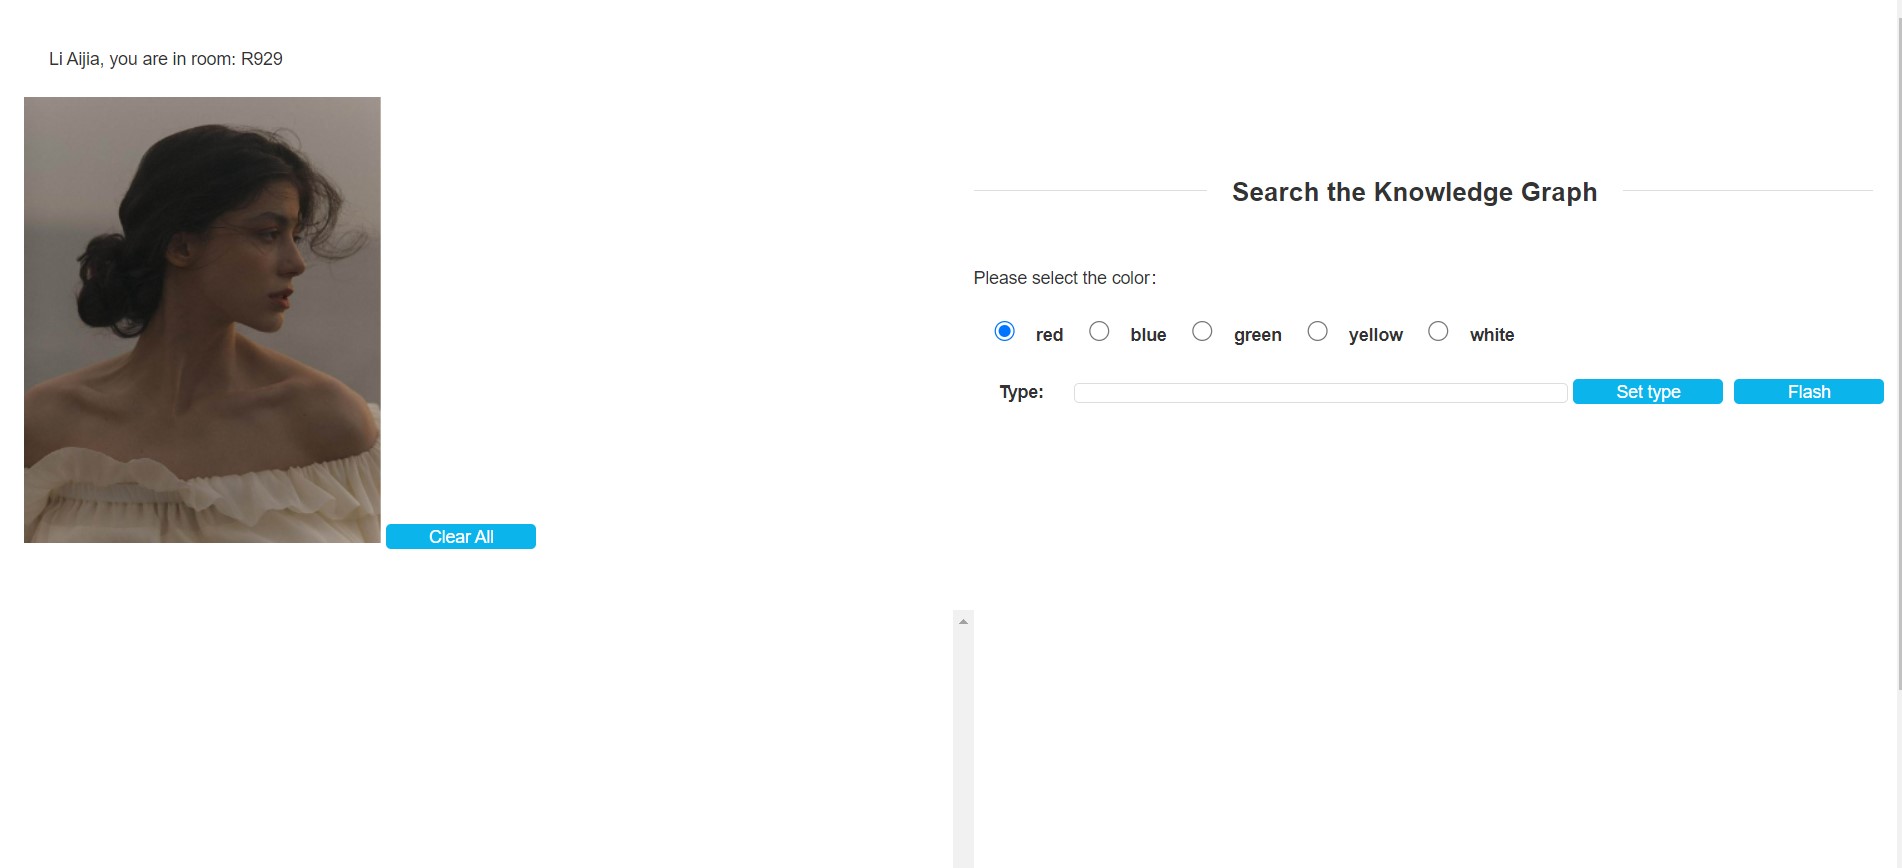 Li Aijia, you are in room: R929
Clear All
Search the Knowledge Graph
Please select the color:
red blue green yellow white
Type: Set type Flash